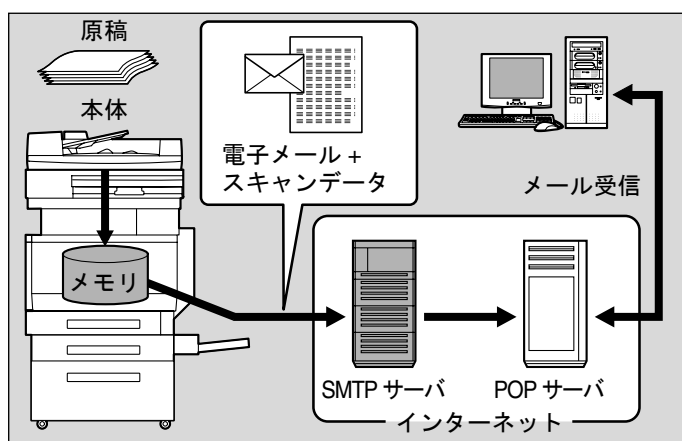 原稿
本体
電子メール +
スキャンデータ
メール受信
メモリ
SMTP サーバ
POP サーバ
インターネット